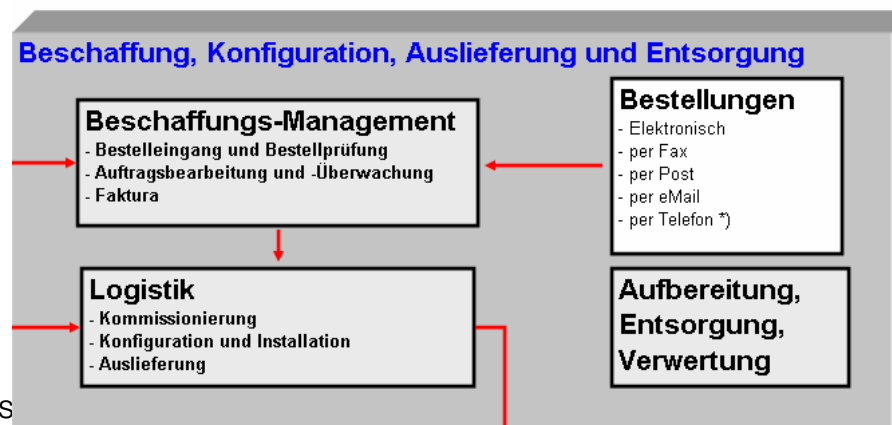 Beschaffung, Konfiguration, Auslieferung und Entsorgung
Beschaffungs-Management
- Bestelleingang und Bestellprüfung
- Auftragsbearbeitung und -Überwachung
- Faktura
Bestellungen
- Elektronisch
- per Fax
- per Post
- per eMail
- per Telefon *)
Logistik
- Kommissionierung
- Konfiguration und Installation
- Auslieferung
Aufbereitung,
Entsorgung,
Verwertung
S